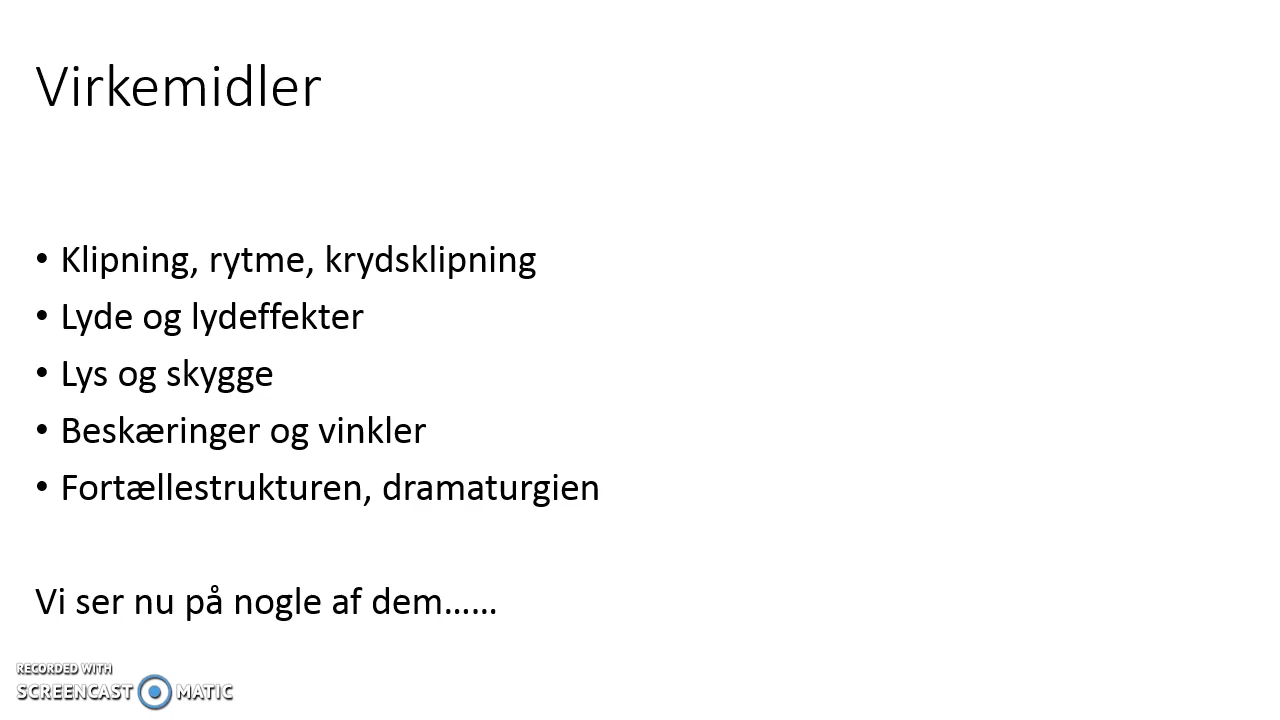 Virkemidler
• Klipning, rytme, krydsklipning
• Lyde og lydeffekter
• Lys og skygge
• Beskæringer og vinkler
• Fortællestrukturen, dramaturgien
Vi ser nu på nogle af dem……
RECORDED WITH
SCREENCAST MATIC